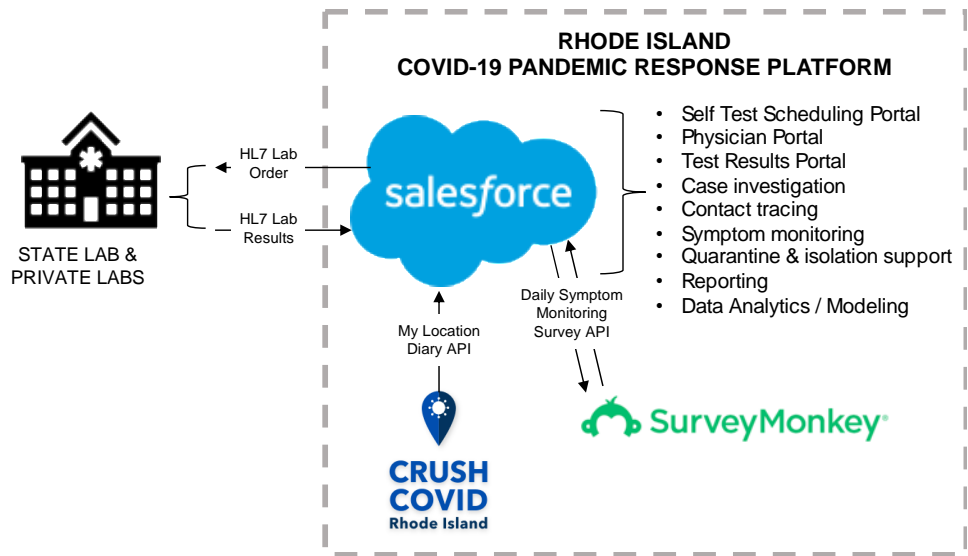 RHODE ISLAND
COVID-19 PANDEMIC RESPONSE PLATFORM
HL7 Lab
Order
HL7 Lab
Results
STATE LAB &
PRIVATE LABS
salesforce
• Self Test Scheduling Portal
• Physician Portal
• Test Results Portal
• Case investigation
• Contact tracing
• Symptom monitoring
• Quarantine & isolation support
• Reporting
• Data Analytics / Modeling
My Location
Diary API
Daily Symptom
Monitoring
Survey API
CRUSH
COVID
Rhode Island
SurveyMonkey®